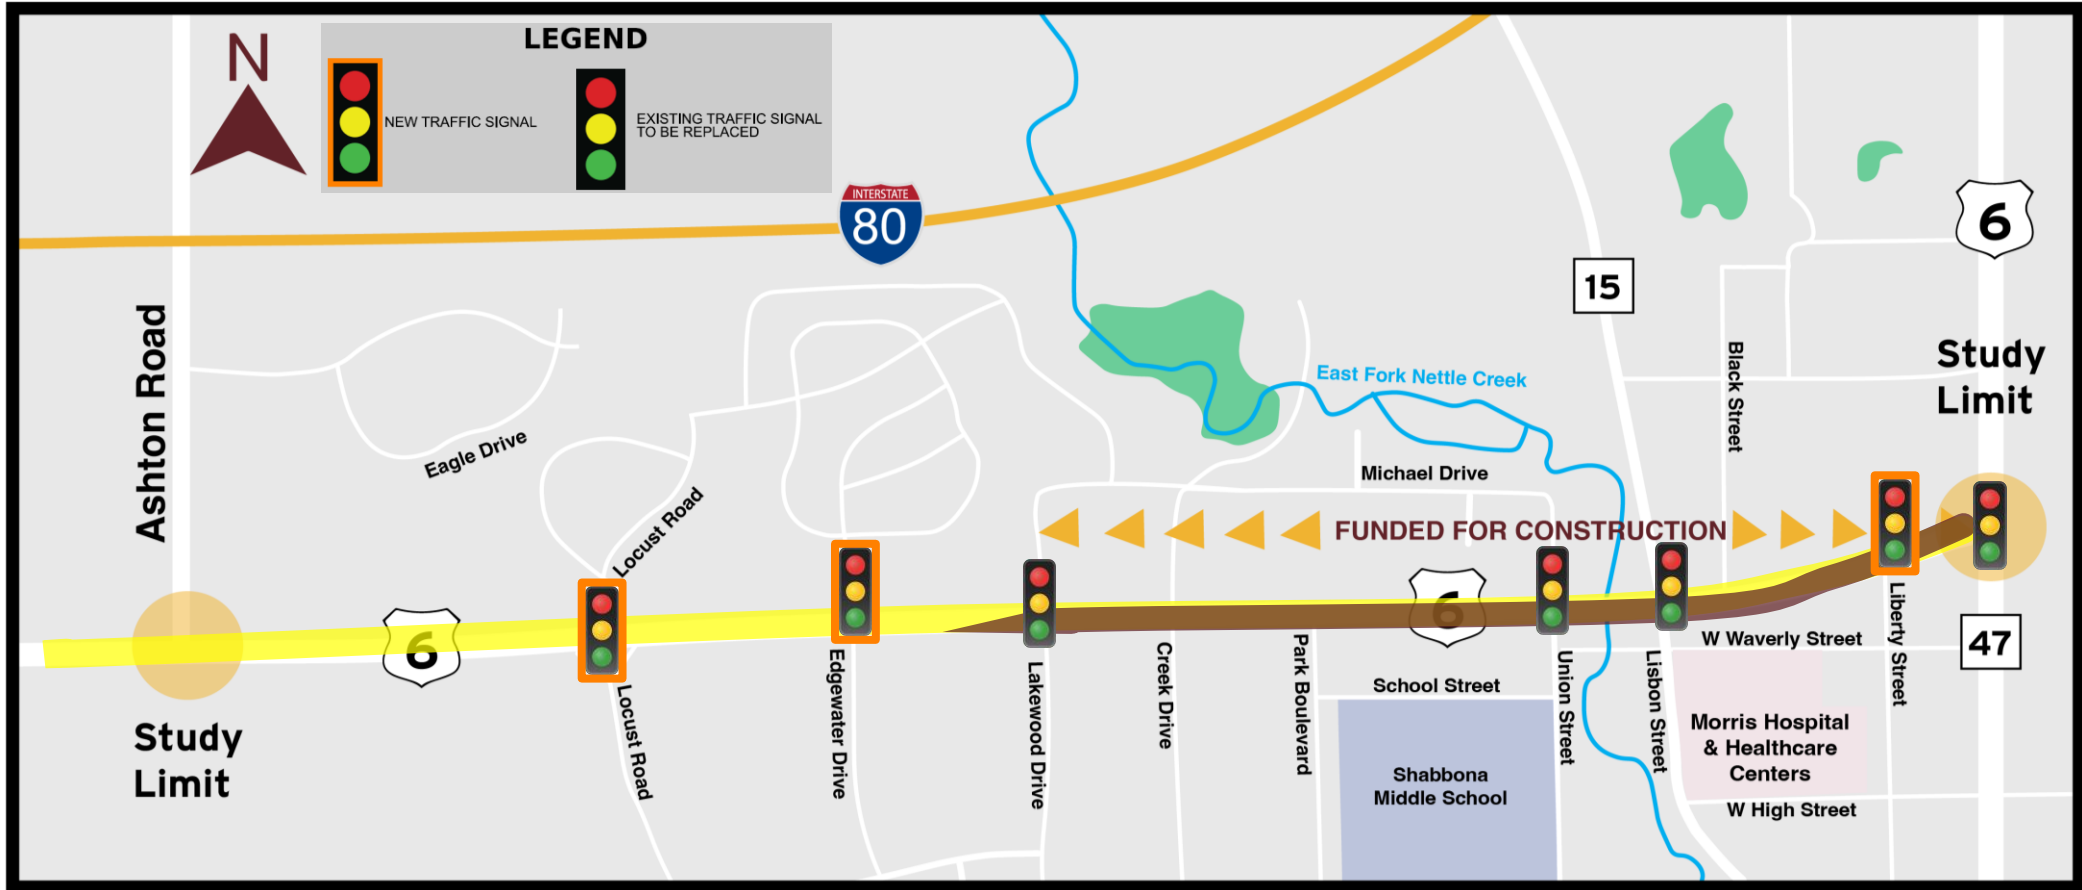 N
LEGEND
NEW TRAFFIC SIGNAL
EXISTING TRAFFIC SIGNAL
TO BE REPLACED
INTERSTATE
80
6
15
Ashton Road
Study
Limit
Black Street
East Fork Nettle Creek
Eagle Drive
Michael Drive
Locust Road
FUNDED FOR CONSTRUCTION
6
6
47
Liberty Street
W Waverly Street
Locust Road
Edgewater Drive
Lakewood Drive
Creek Drive
Park Boulevard
School Street
Union Street
Lisbon Street
Study
Limit
Morris Hospital
& Healthcare
Centers
Shabbona
Middle School
W High Street